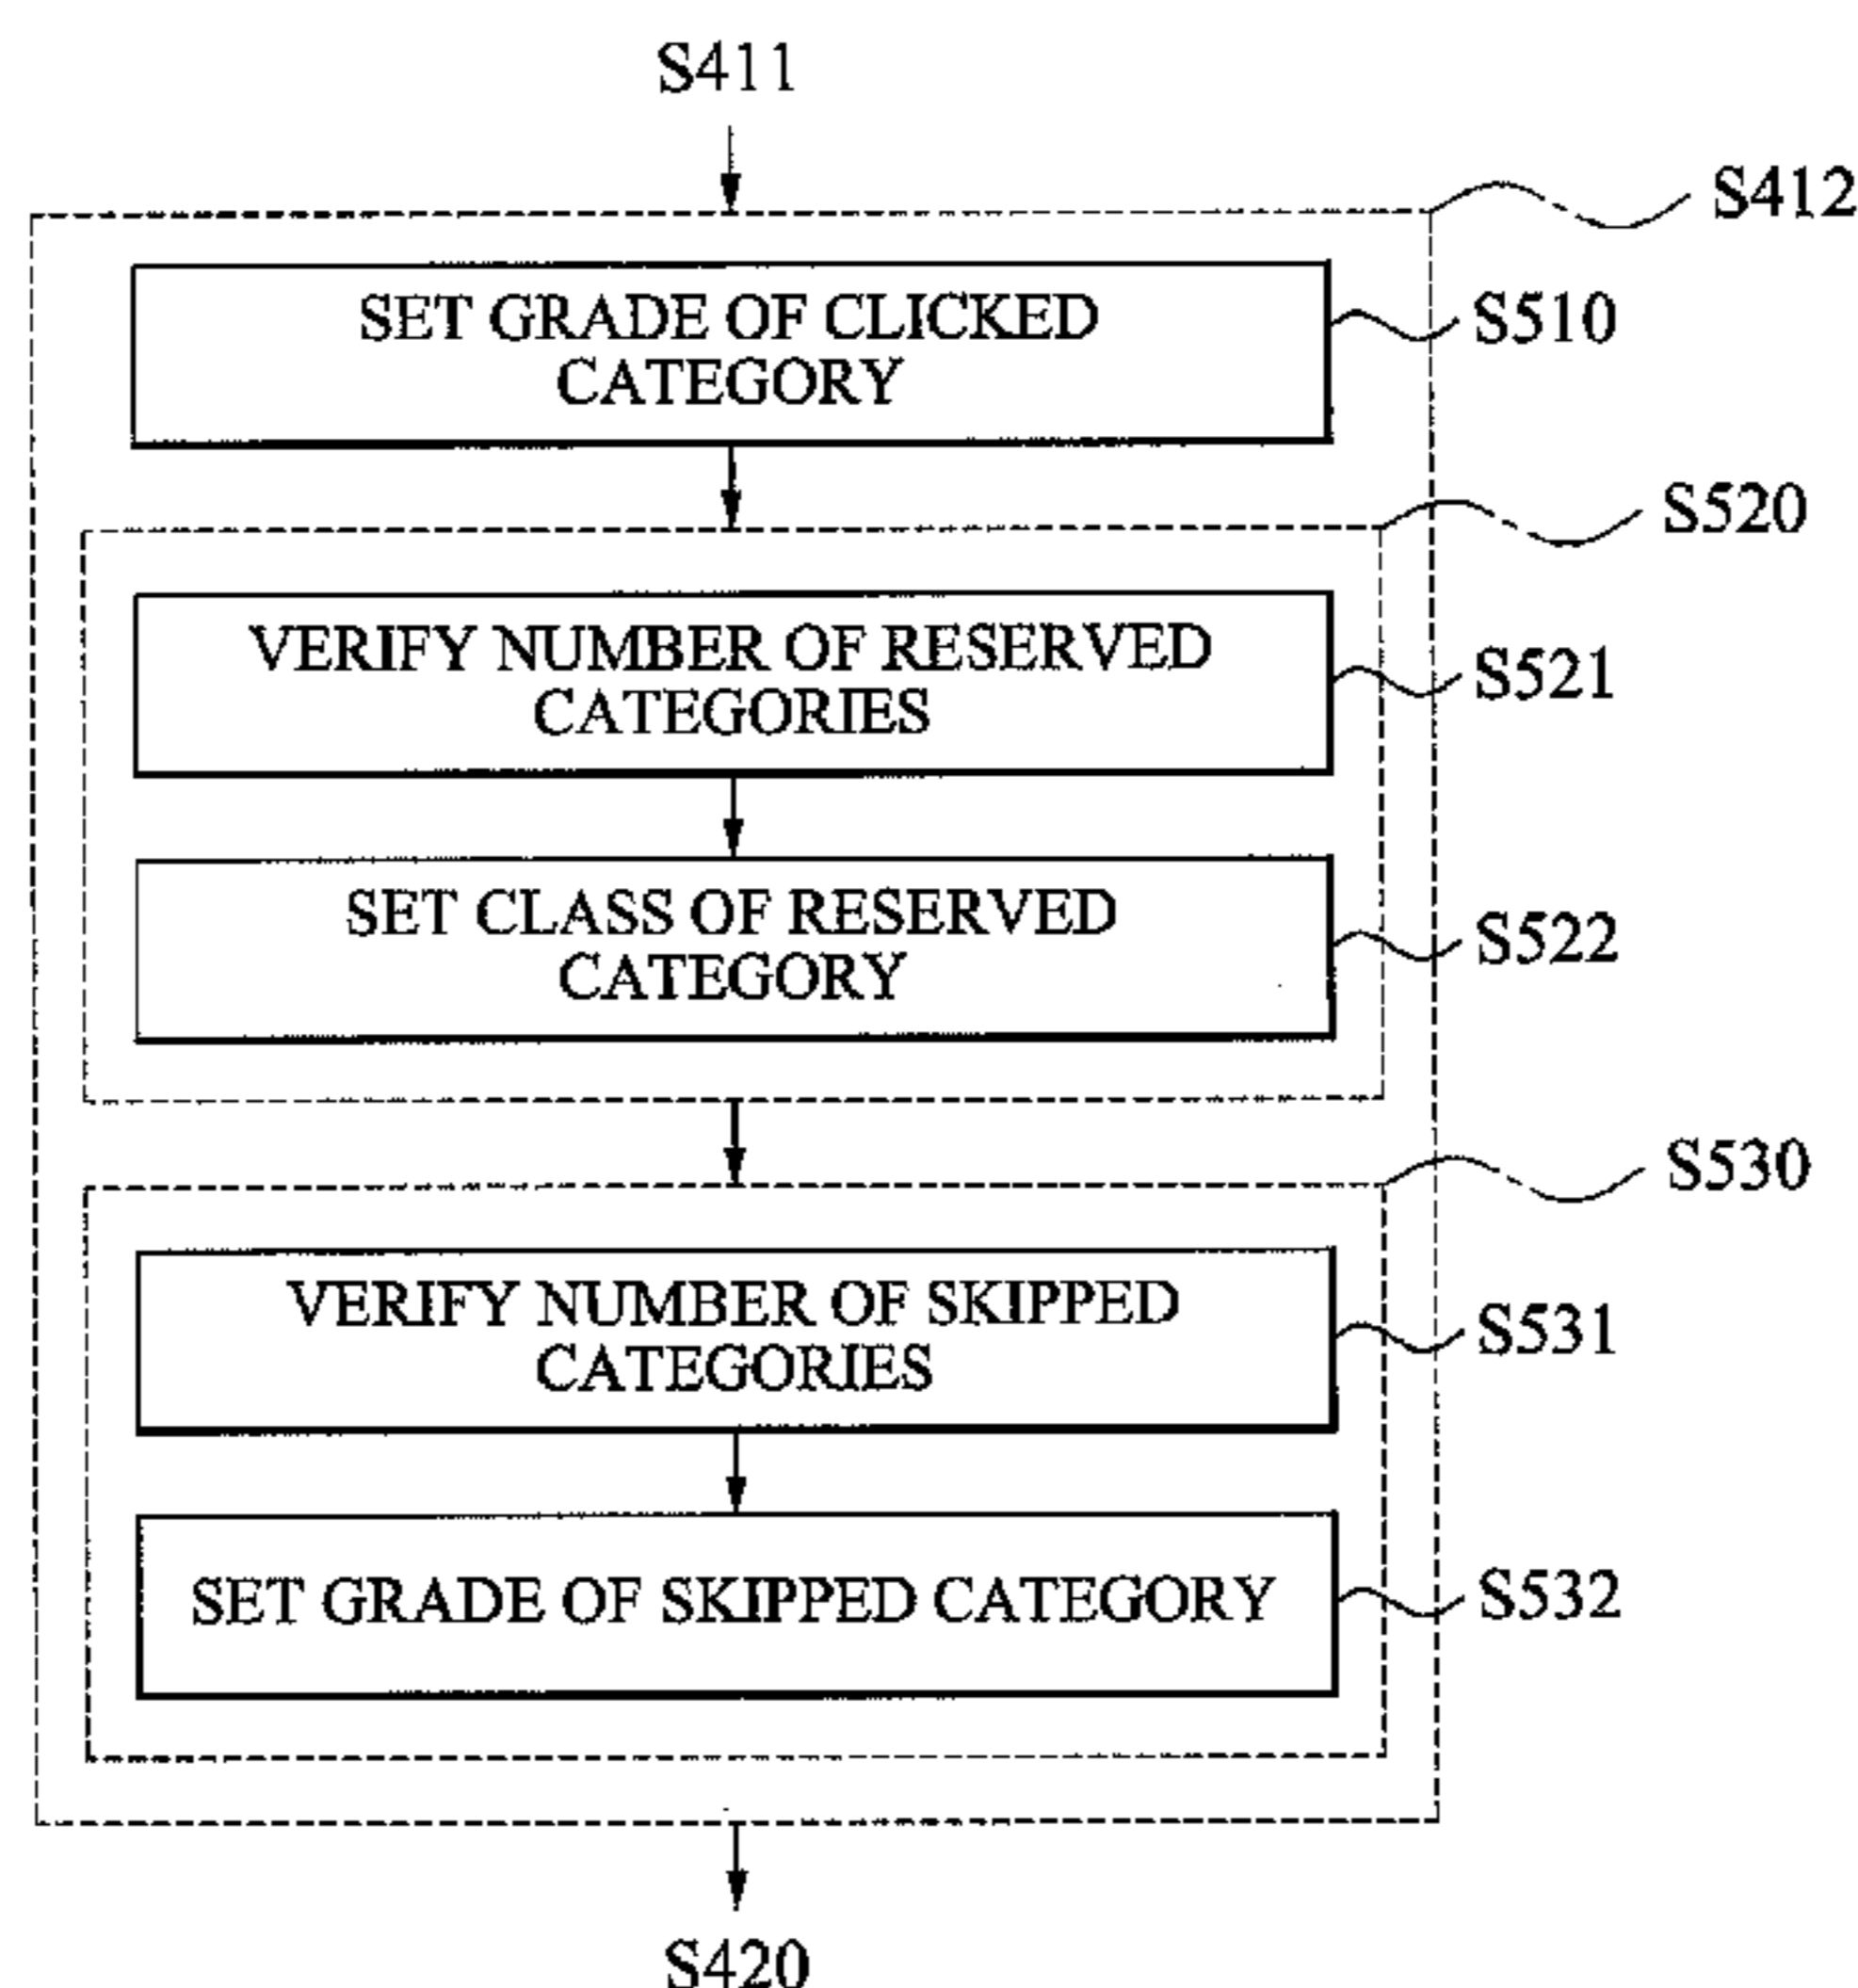 S411
S412
SET GRADE OF CLICKED
CATEGORY
S510
S520
VERIFY NUMBER OF RESERVED
CATEGORIES
S521
SET CLASS OF RESERVED
CATEGORY
S522
S530
VERIFY NUMBER OF SKIPPED
CATEGORIES
S531
SET GRADE OF SKIPPED CATEGORY
S532
S420